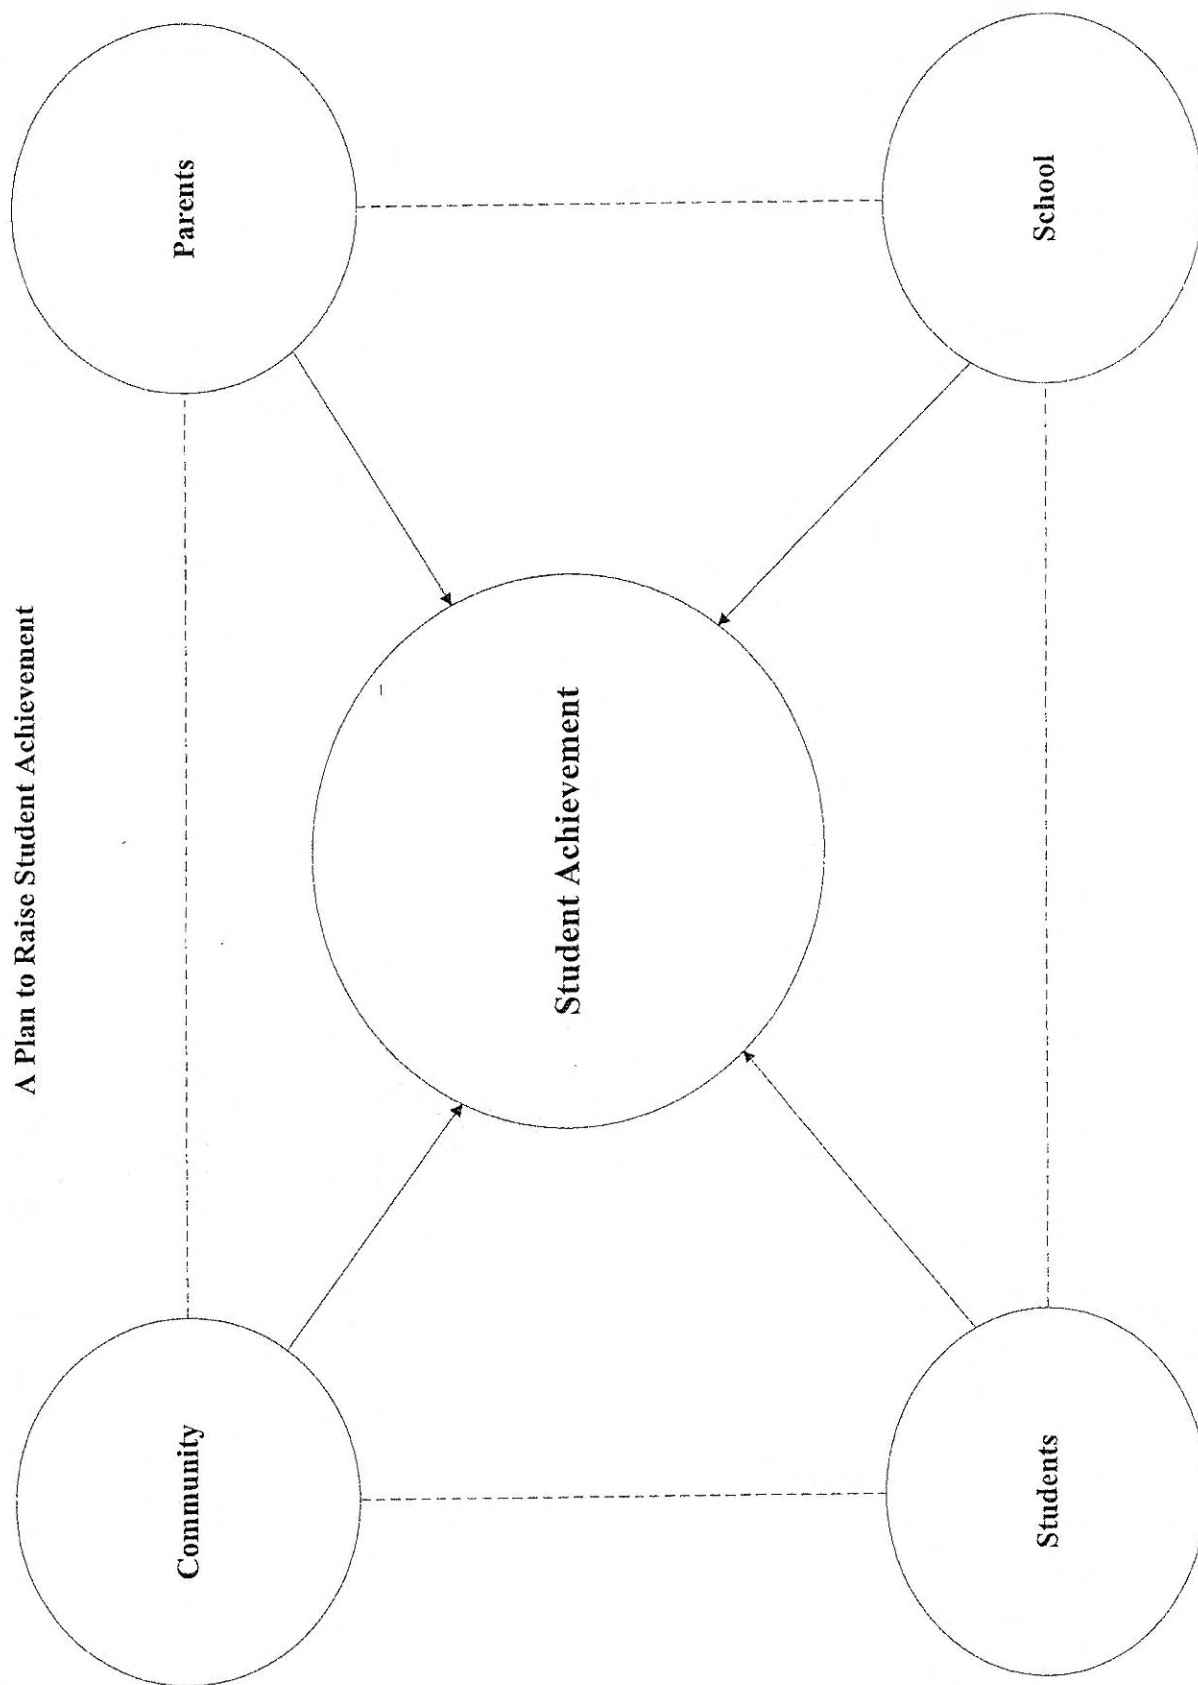 A Plan to Raise Student Achievement
Community
Parents
Student Achievement
Students
School